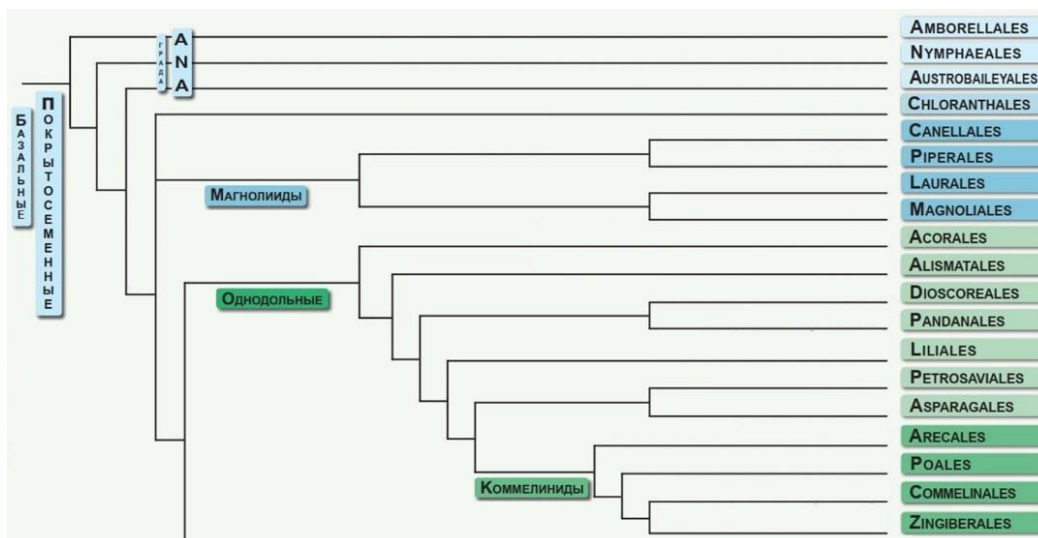 AMBORELLALES
ГРАДА
A
N
A
NYMPHAEALES
AUSTROBAILEYALES
CHLORANTHALES
БАЗАЛЬНЫЕ
ПОКРЫТОСЕМЕННЫЕ
CANELLALES
PIPERALES
МАГНОЛИИДЫ
LAURALES
MAGNOLIALES
ACORALES
ALISMATALES
ОДНОДОЛЬНЫЕ
DIOSCOREALES
PANDANALES
LILIALES
PETROSAVIALES
ASPARAGALES
ARECALES
POALES
КОММЕЛИНИДЫ
COMMELINALES
ZINGIBERALES